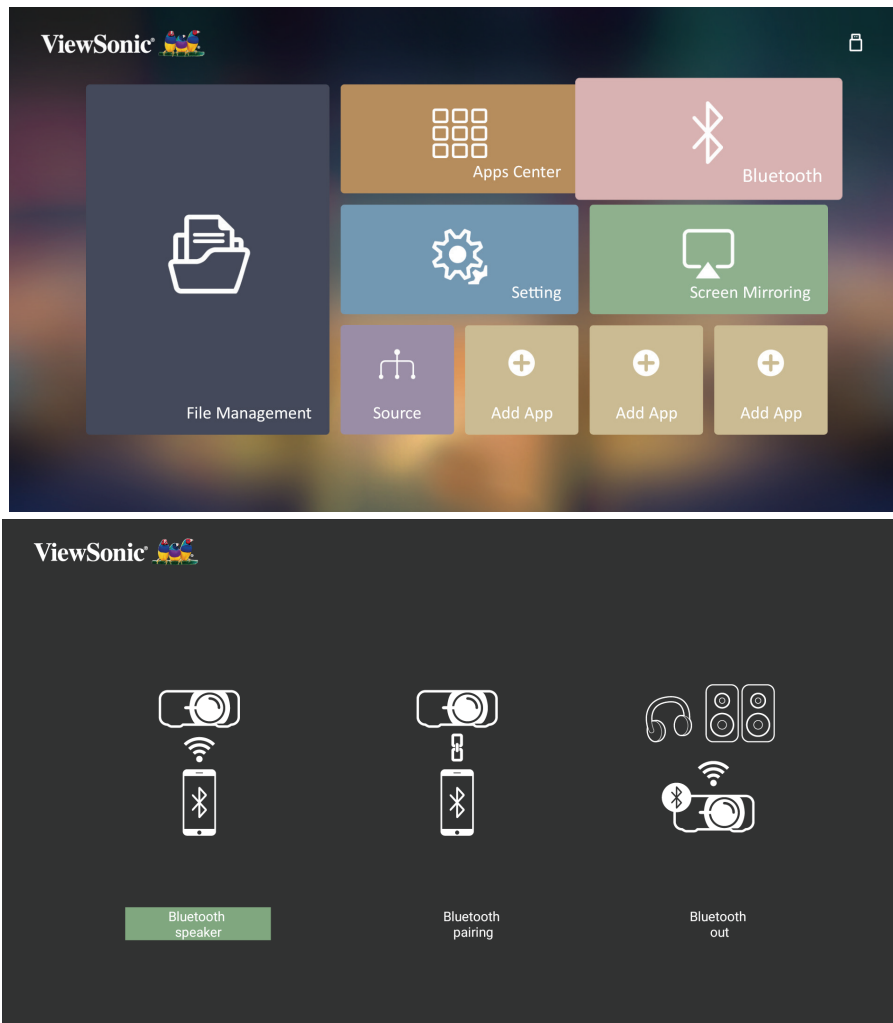 ViewSonic®
Apps Center
Bluetooth
Setting
Screen Mirroring
File Management
Source
Add App
Add App
Add App
ViewSonic®
Bluetooth
speaker
Bluetooth
pairing
Bluetooth
out